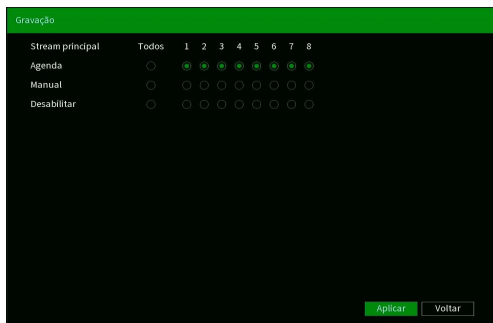 Gravação
Stream principal Todos 1 2 3 4 5 6 7 8
Agenda
Manual
Desabilitar
Aplicar Voltar